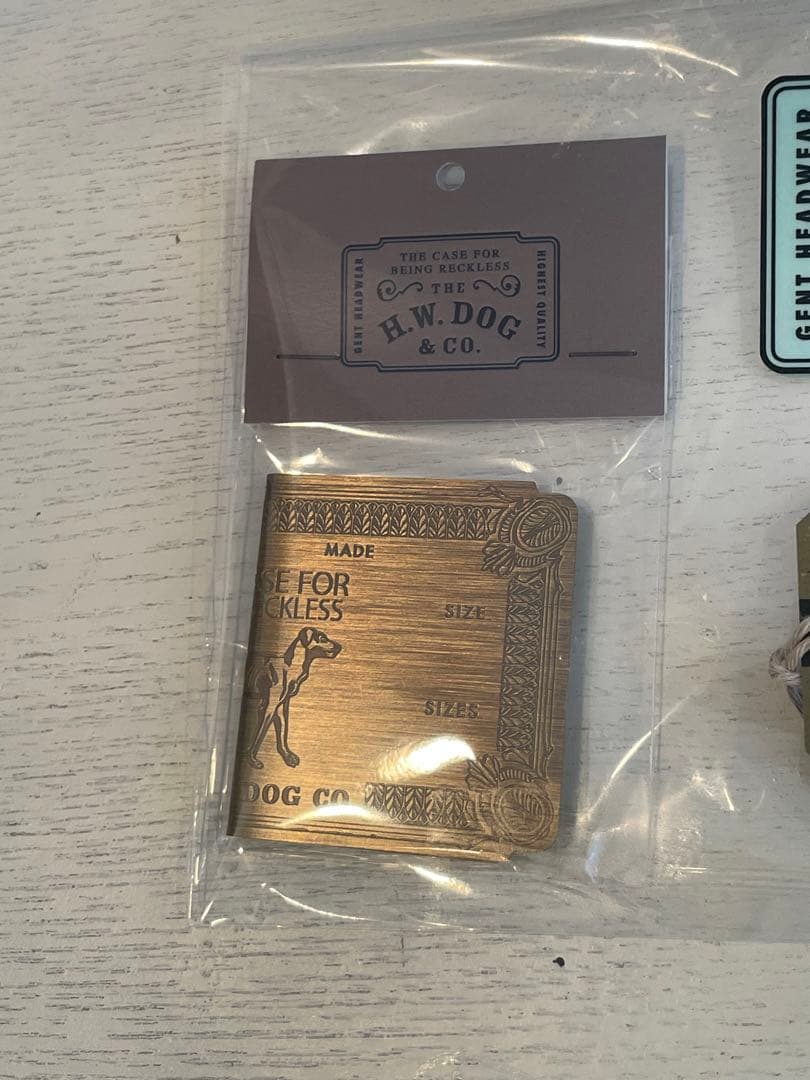 THE CASE FOR
BEING RECKLESS
GENT HEADWEAR
HIGHEST QUALITY
THE
H.W. DOG
& CO.
GENT HEADWEAR
MADE
SE FOR
CKLESS
SIZE
SIZES
DOG CO